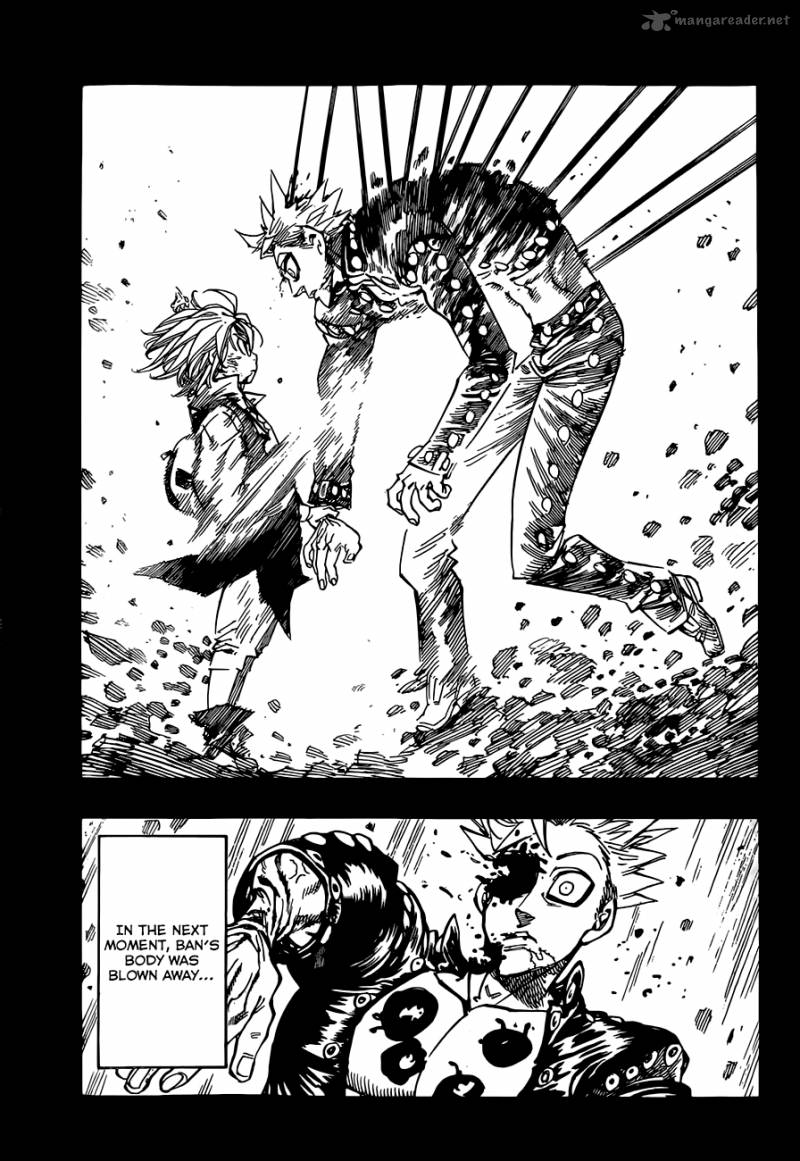 mangareader.net
IN THE NEXT
MOMENT, BAN'S
BODY WAS
BLOWN AWAY...